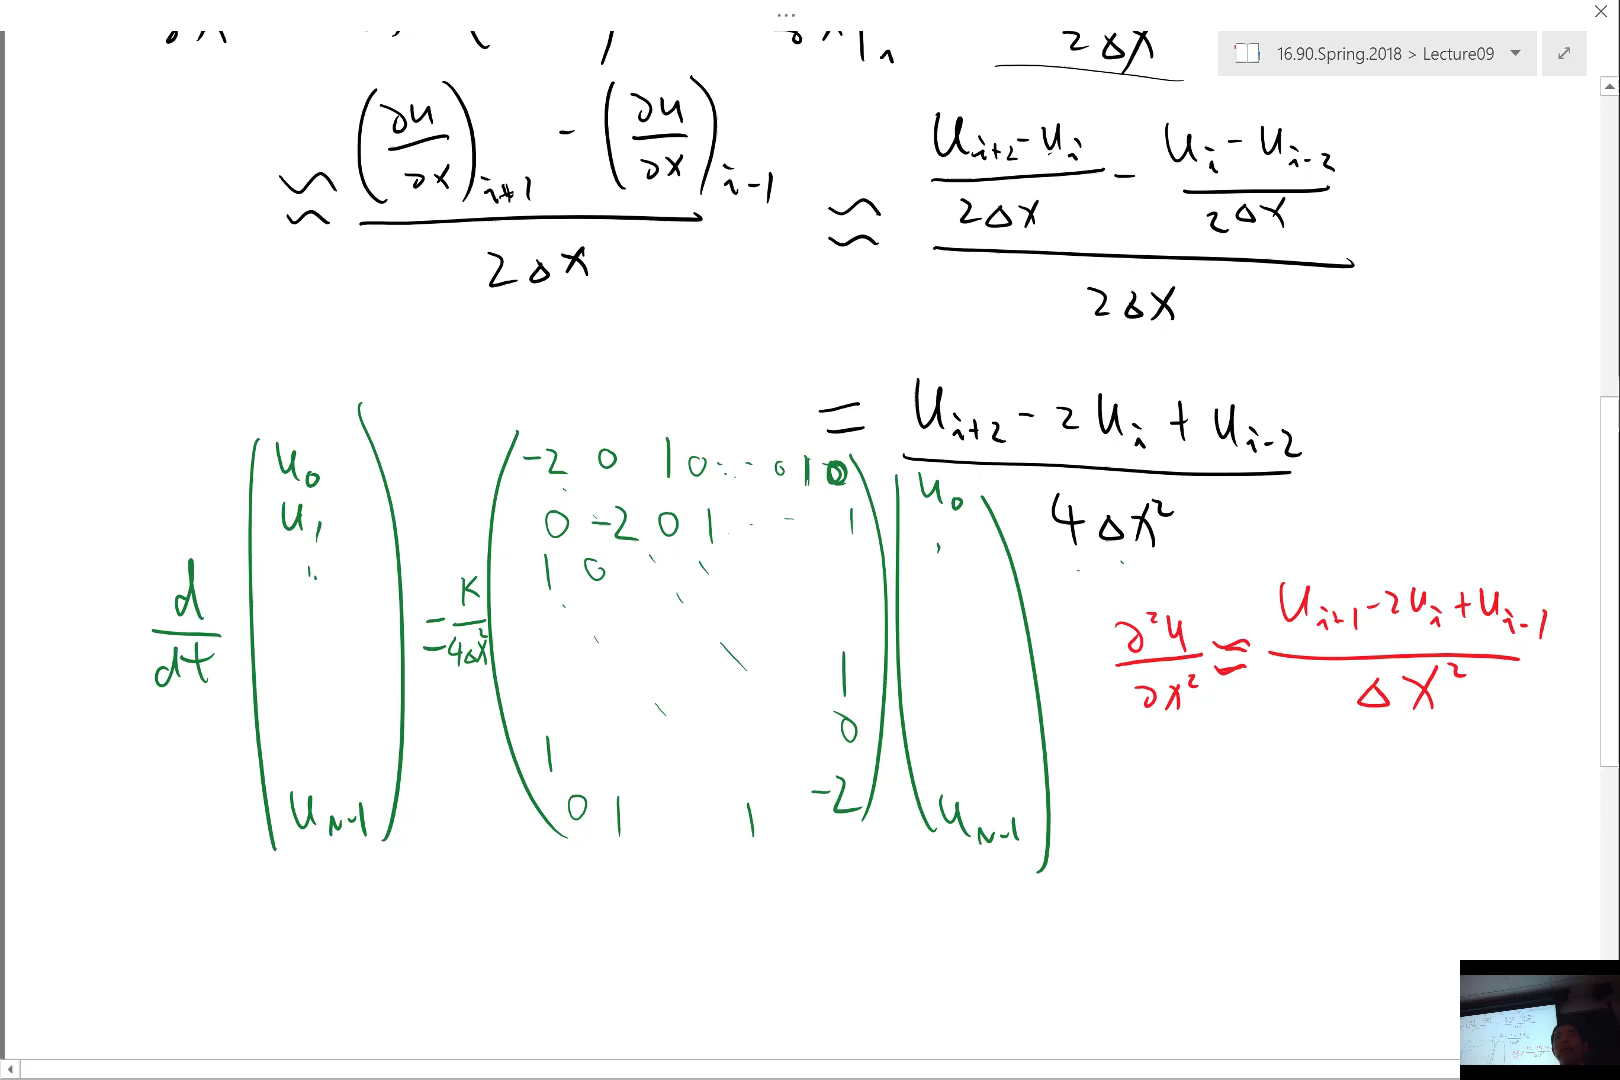 2Δx
16.90.Spring.2018 > Lecture09
≈ ((∂u/∂x)_{i+1} - (∂u/∂x)_{i-1}) / 2Δx ≈ ((u_{i+2} - u_i)/2Δx - (u_i - u_{i-2})/2Δx) / 2Δx
= (u_{i+2} - 2u_i + u_{i-2}) / 4Δx²
d/dt (u_0 u_1 ⋮ u_{N-1}) = K/4Δx²
-2 0 1 0 ... 0 1 0
0 -2 0 1 . - 1
1 0
1
0
1
-2
0 1 1
(u_0 ⋮ u_{N-1})
∂²u/∂x² ≈ (u_{i+1} - 2u_i + u_{i-1}) / Δx²